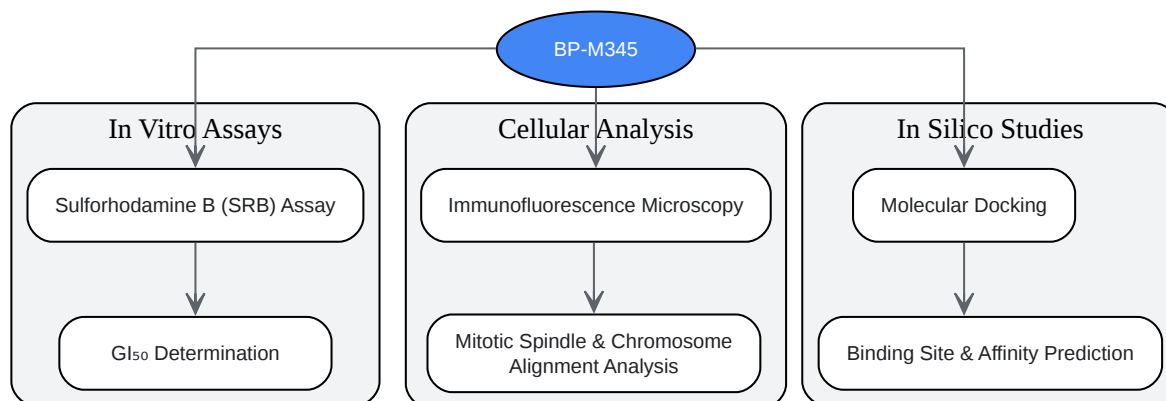 BP-M345
In Vitro Assays
Sulforhodamine B (SRB) Assay
GI₅₀ Determination
Cellular Analysis
Immunofluorescence Microscopy
Mitotic Spindle & Chromosome
Alignment Analysis
In Silico Studies
Molecular Docking
Binding Site & Affinity Prediction